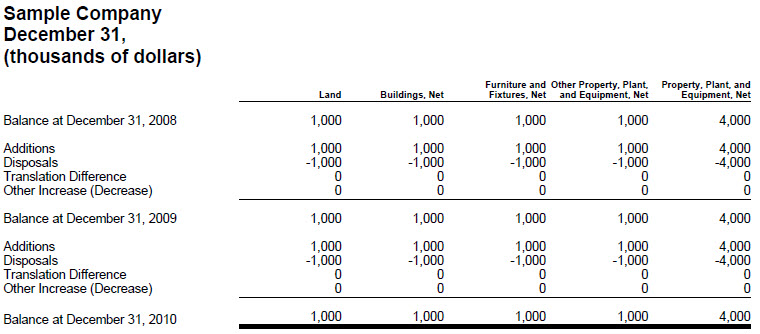 Sample Company
December 31,
(thousands of dollars)
Furniture and Other Property, Plant, Property, Plant, and
Land Buildings, Net Fixtures, Net and Equipment, Net Equipment, Net
Balance at December 31, 2008 1,000 1,000 1,000 1,000 4,000
Additions 1,000 1,000 1,000 1,000 4,000
Disposals -1,000 -1,000 -1,000 -1,000 -4,000
Translation Difference 0 0 0 0 0
Other Increase (Decrease) 0 0 0 0 0
Balance at December 31, 2009 1,000 1,000 1,000 1,000 4,000
Additions 1,000 1,000 1,000 1,000 4,000
Disposals -1,000 -1,000 -1,000 -1,000 -4,000
Translation Difference 0 0 0 0 0
Other Increase (Decrease) 0 0 0 0 0
Balance at December 31, 2010 1,000 1,000 1,000 1,000 4,000